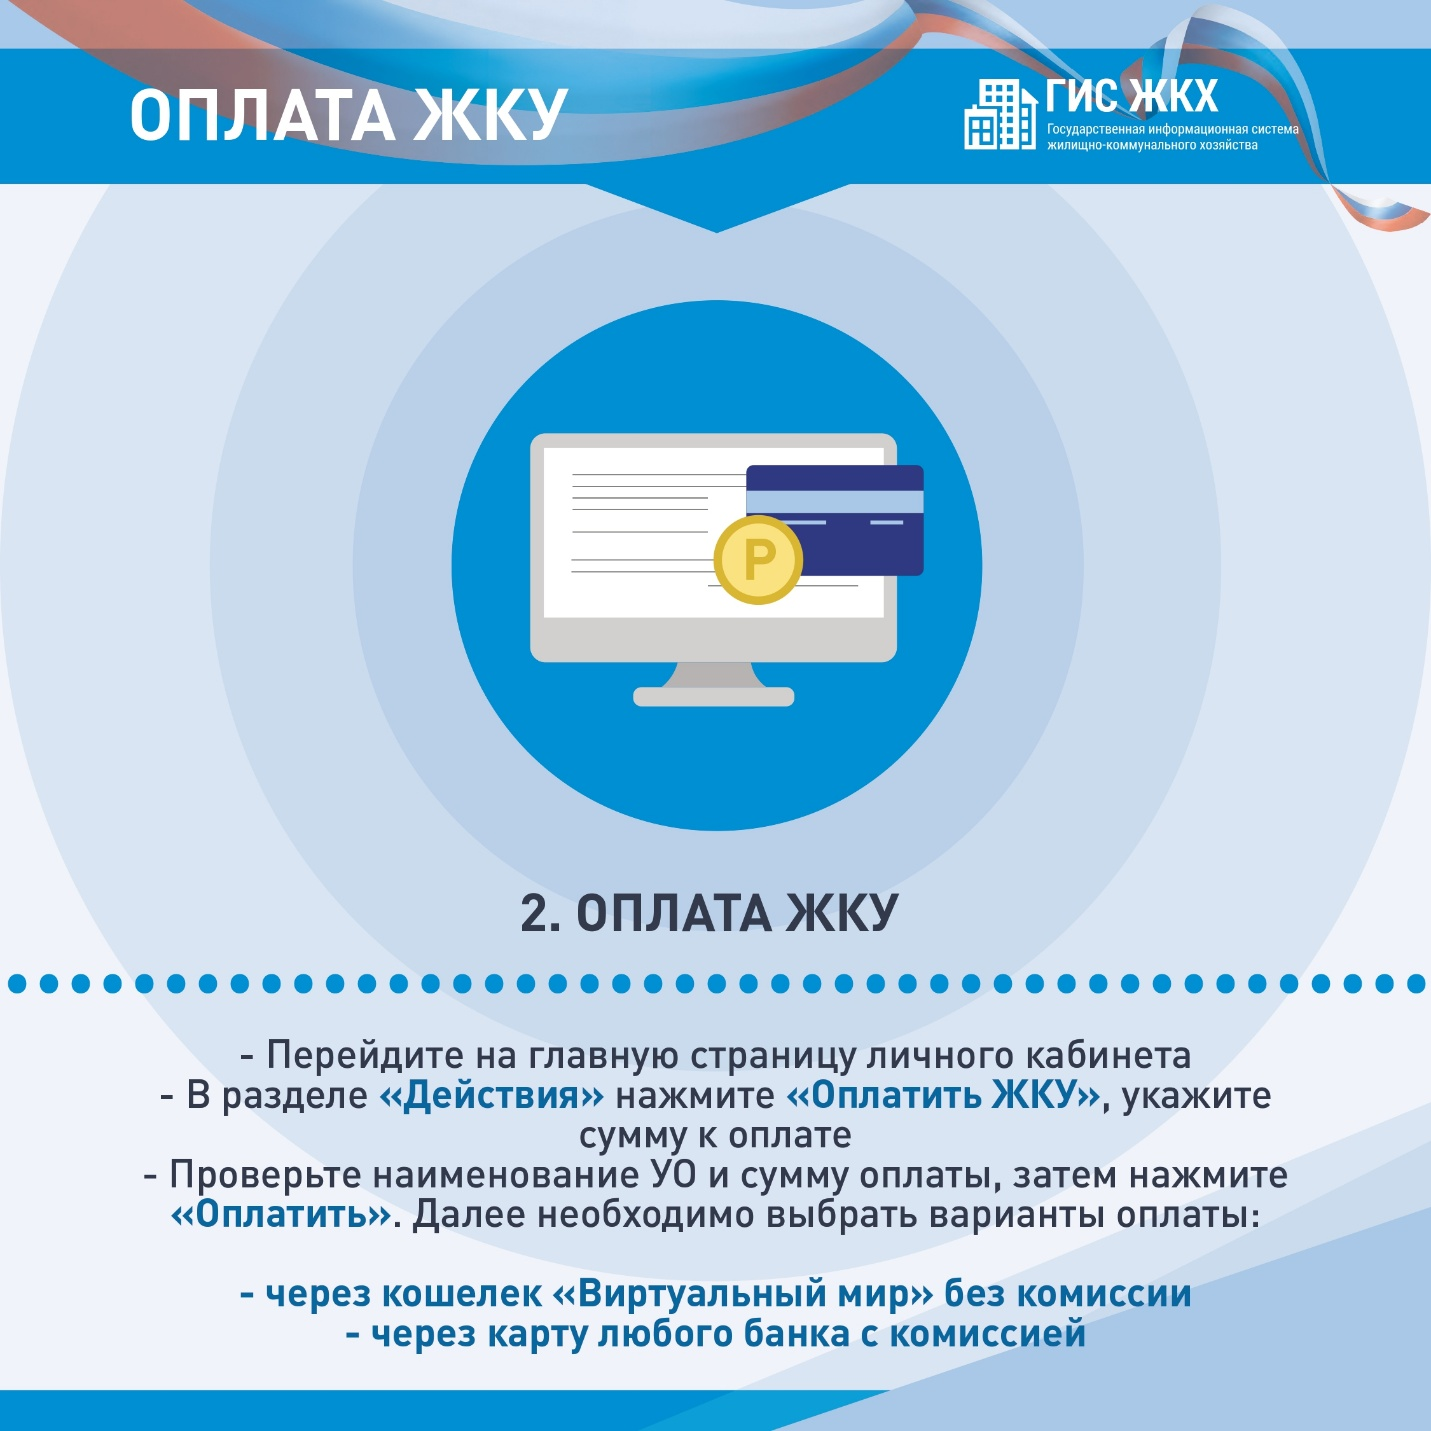 ОПЛАТА ЖКУ
ГИС ЖКХ
Государственная информационная система
жилищно-коммунального хозяйства
Р
2. ОПЛАТА ЖКУ
- Перейдите на главную страницу личного кабинета
- В разделе «Действия» нажмите «Оплатить ЖКУ», укажите
сумму к оплате
- Проверьте наименование УО и сумму оплаты, затем нажмите
«Оплатить». Далее необходимо выбрать варианты оплаты:
- через кошелек «Виртуальный мир» без комиссии
- через карту любого банка с комиссией